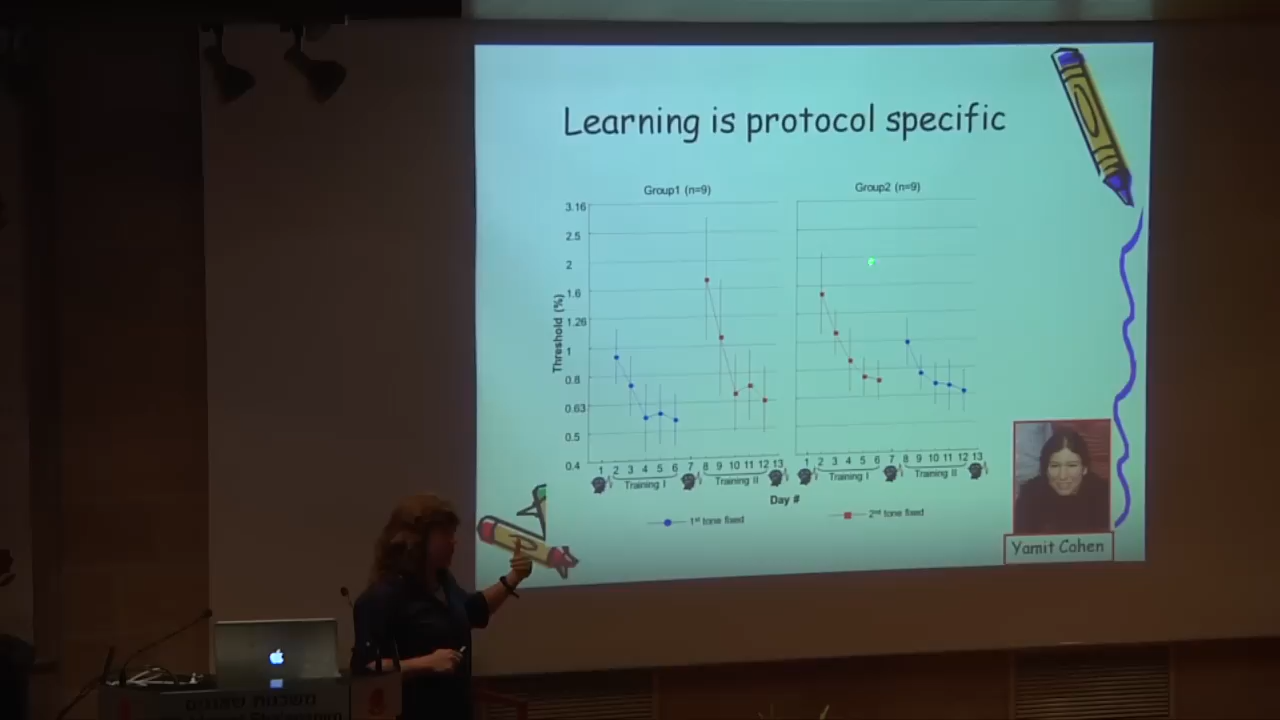 Learning is protocol specific
Group1 (n=9)
Group2 (n=9)
3.16
2.5
2
1.6
1.26
1
0.8
0.63
0.5
0.4
Threshold (%)
1 2 3 4 5 6 7 8 9 10 11 12 13
1 2 3 4 5 6 7 8 9 10 11 12 13
Training I
Training II
Training I
Training II
Day #
1st tone fixed
2nd tone fixed
Yamit Cohen
משכנות שאננים